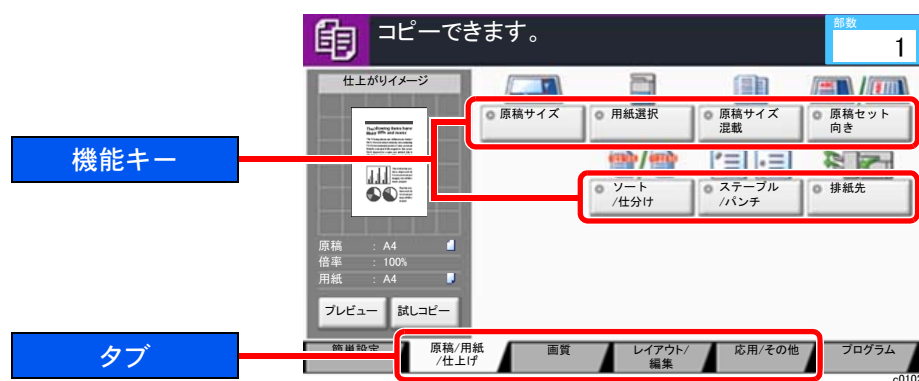 コピーできます。
部数
1
仕上がりイメージ
原稿サイズ
用紙選択
原稿サイズ
混載
原稿セット
向き
機能キー
ソート
/仕分け
ステープル
/パンチ
排紙先
原稿 : A4
倍率 : 100%
用紙 : A4
プレビュー
試しコピー
タブ
簡単設定
原稿/用紙
/仕上げ
画質
レイアウト/
編集
応用/その他
プログラム